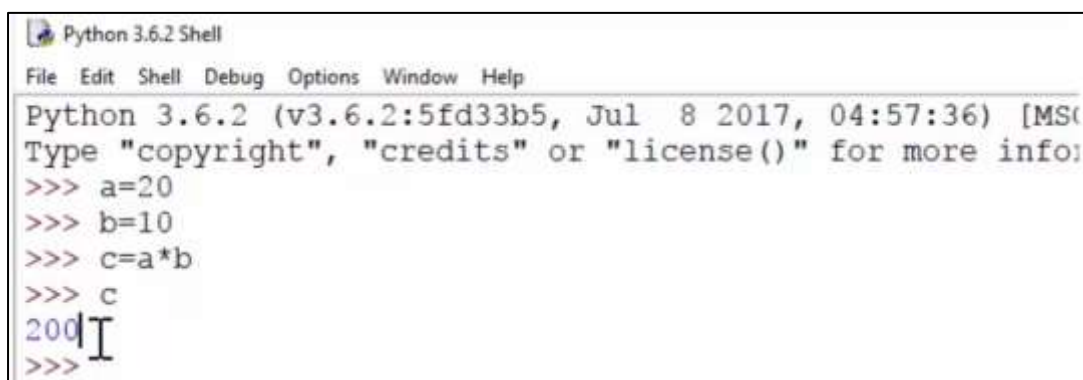 Python 3.6.2 Shell
File Edit Shell Debug Options Window Help
Python 3.6.2 (v3.6.2:5fd33b5, Jul 8 2017, 04:57:36) [MSC
Type "copyright", "credits" or "license()" for more
>>> a=20
>>> b=10
>>> c=a*b
>>> c
200
>>>